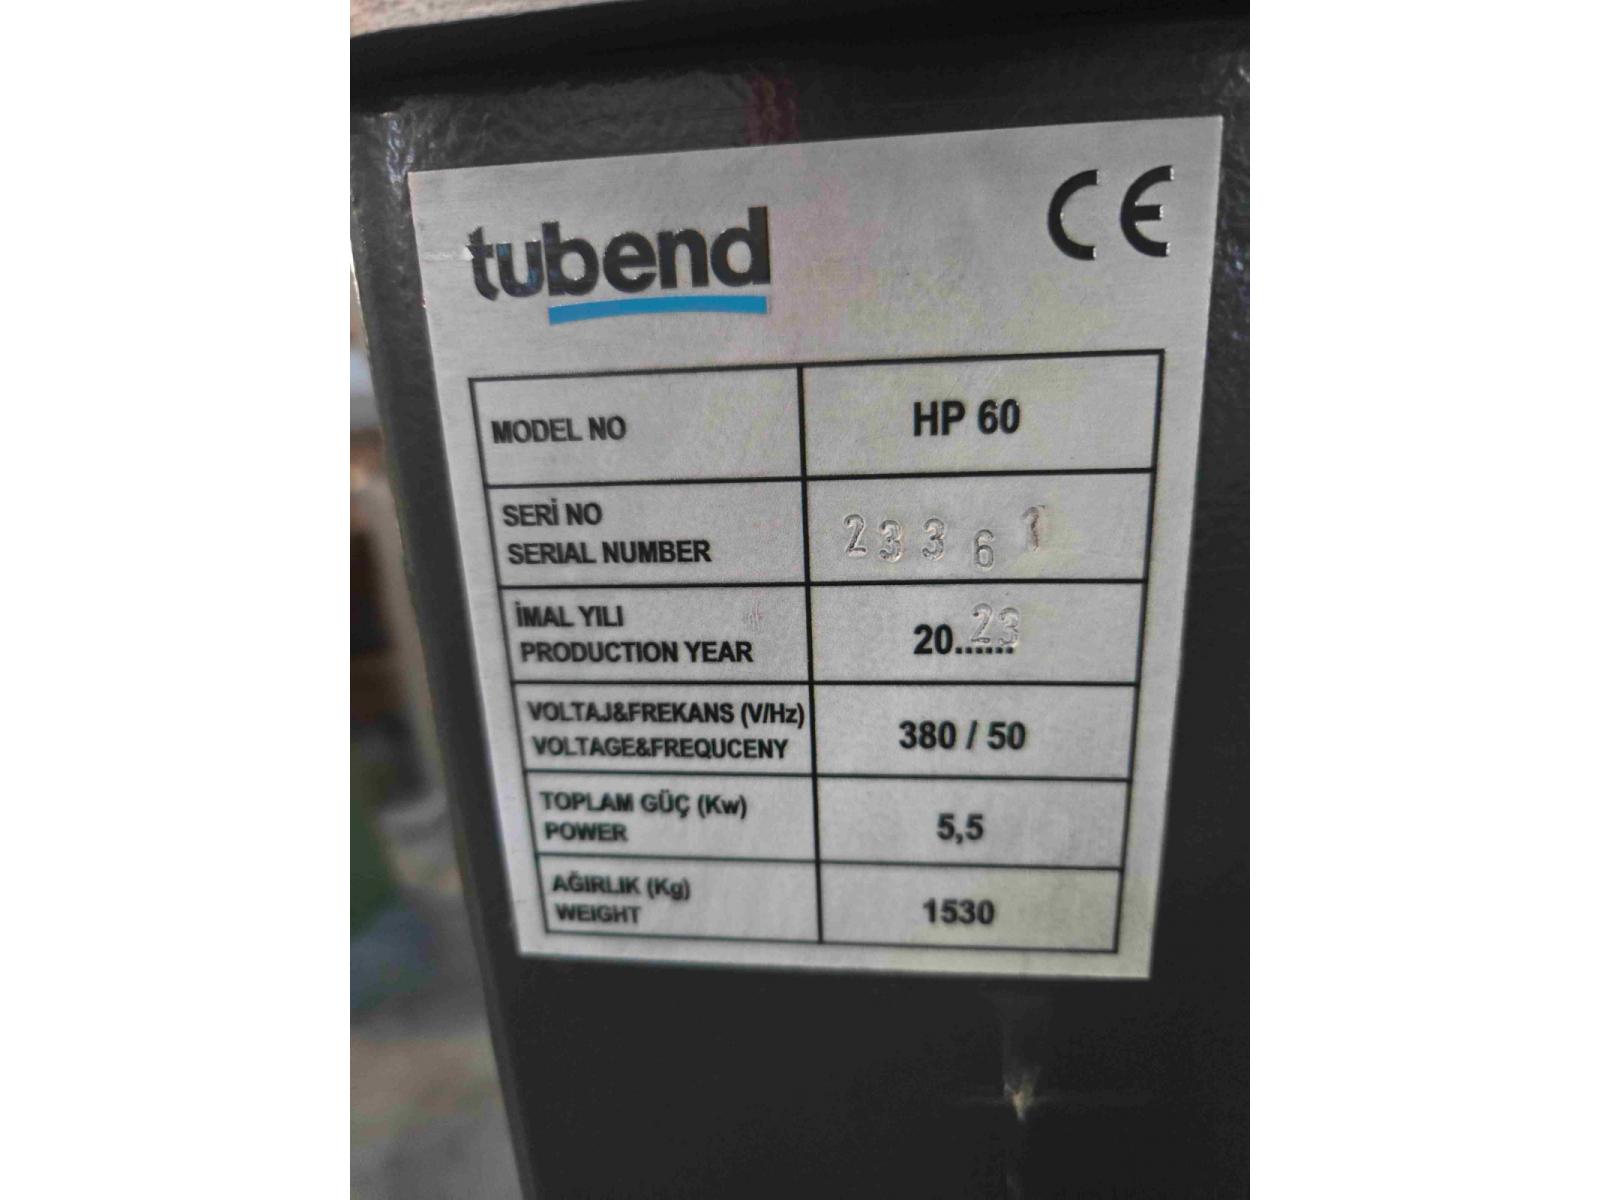 tubend CE
MODEL NO HP 60
SERİ NO
SERIAL NUMBER 23361
İMAL YILI
PRODUCTION YEAR 20......23
VOLTAJ&FREKANS (V/Hz)
VOLTAGE&FREQUCENY 380 / 50
TOPLAM GÜÇ (Kw)
POWER 5,5
AĞIRLIK (Kg)
WEIGHT 1530